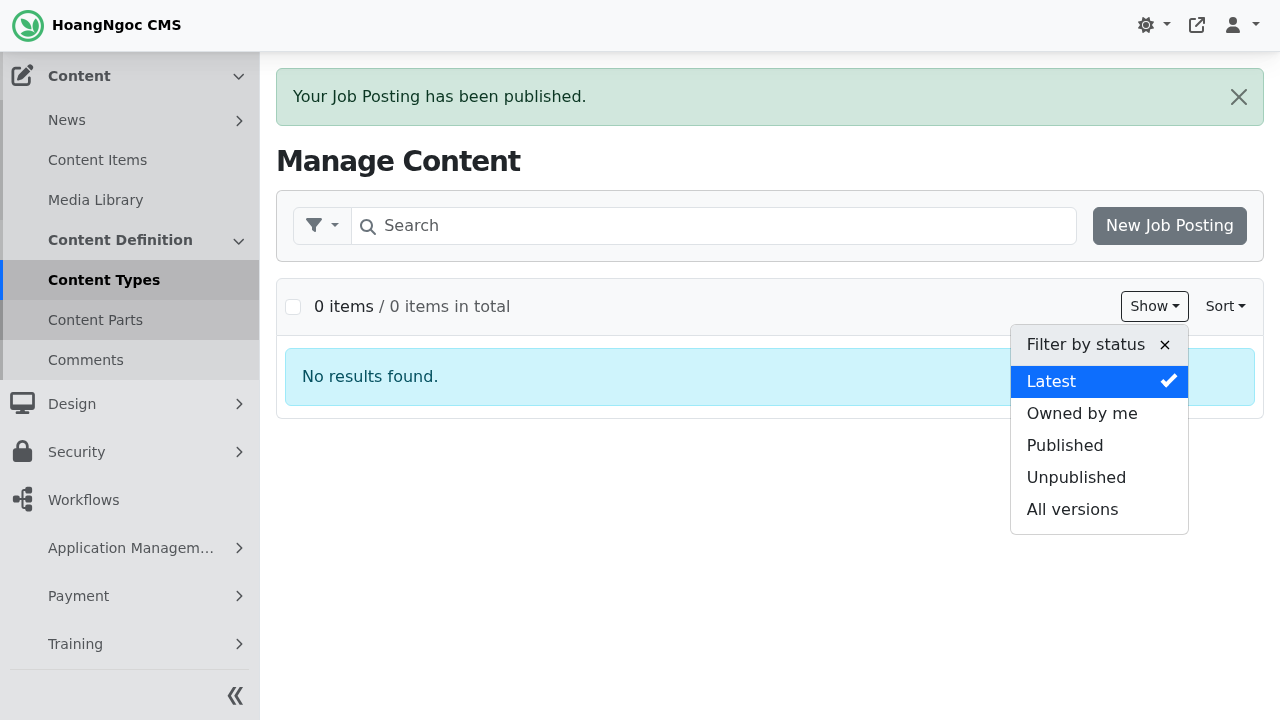 HoangNgoc CMS
Content
News
Content Items
Media Library
Content Definition
Content Types
Content Parts
Comments
Design
Security
Workflows
Application Managem...
Payment
Training
Your Job Posting has been published.
Manage Content
Search
New Job Posting
0 items / 0 items in total
Show
Sort
Filter by status
Latest
Owned by me
Published
Unpublished
All versions
No results found.